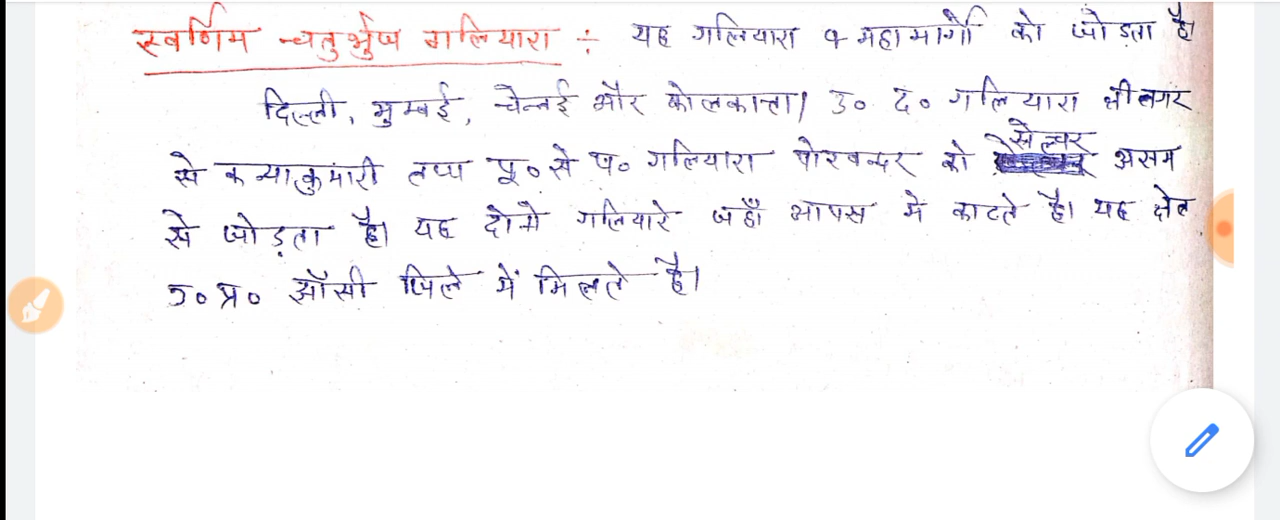 स्वर्णिम चतुर्भुज गलियारा ÷ यह गलियारा 4 महामार्गों को जोड़ता है।
दिल्ली, मुम्बई, चेन्नई और कोलकात्ता। उ० द० गलियारा श्रीनगर
से कन्याकुमारी तथा पू० से प० गलियारा पोरबन्दर को सेल्चर असम
से जोड़ता है। यह दोनो गलियारे जहाँ आपस मे काटते है। यह क्षेत्र
उ० प्र० झाँसी जिले में मिलते है।